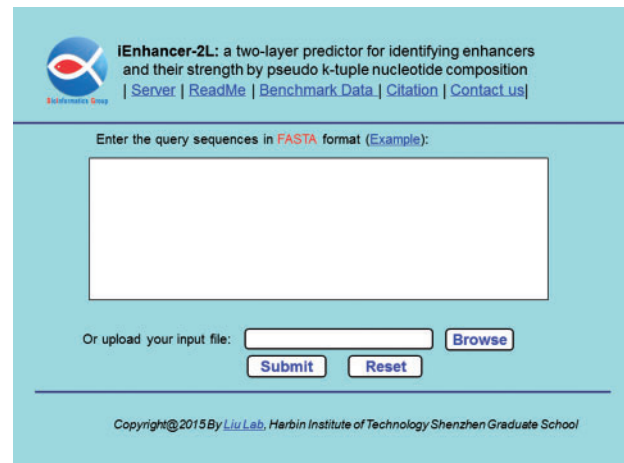 iEnhancer-2L: a two-layer predictor for identifying enhancers
and their strength by pseudo k-tuple nucleotide composition
| Server | ReadMe | Benchmark Data | Citation | Contact us|
Bioinformatics Group
Enter the query sequences in FASTA format (Example):
Or upload your input file:
Browse
Submit Reset
Copyright@2015 By Liu Lab, Harbin Institute of Technology Shenzhen Graduate School